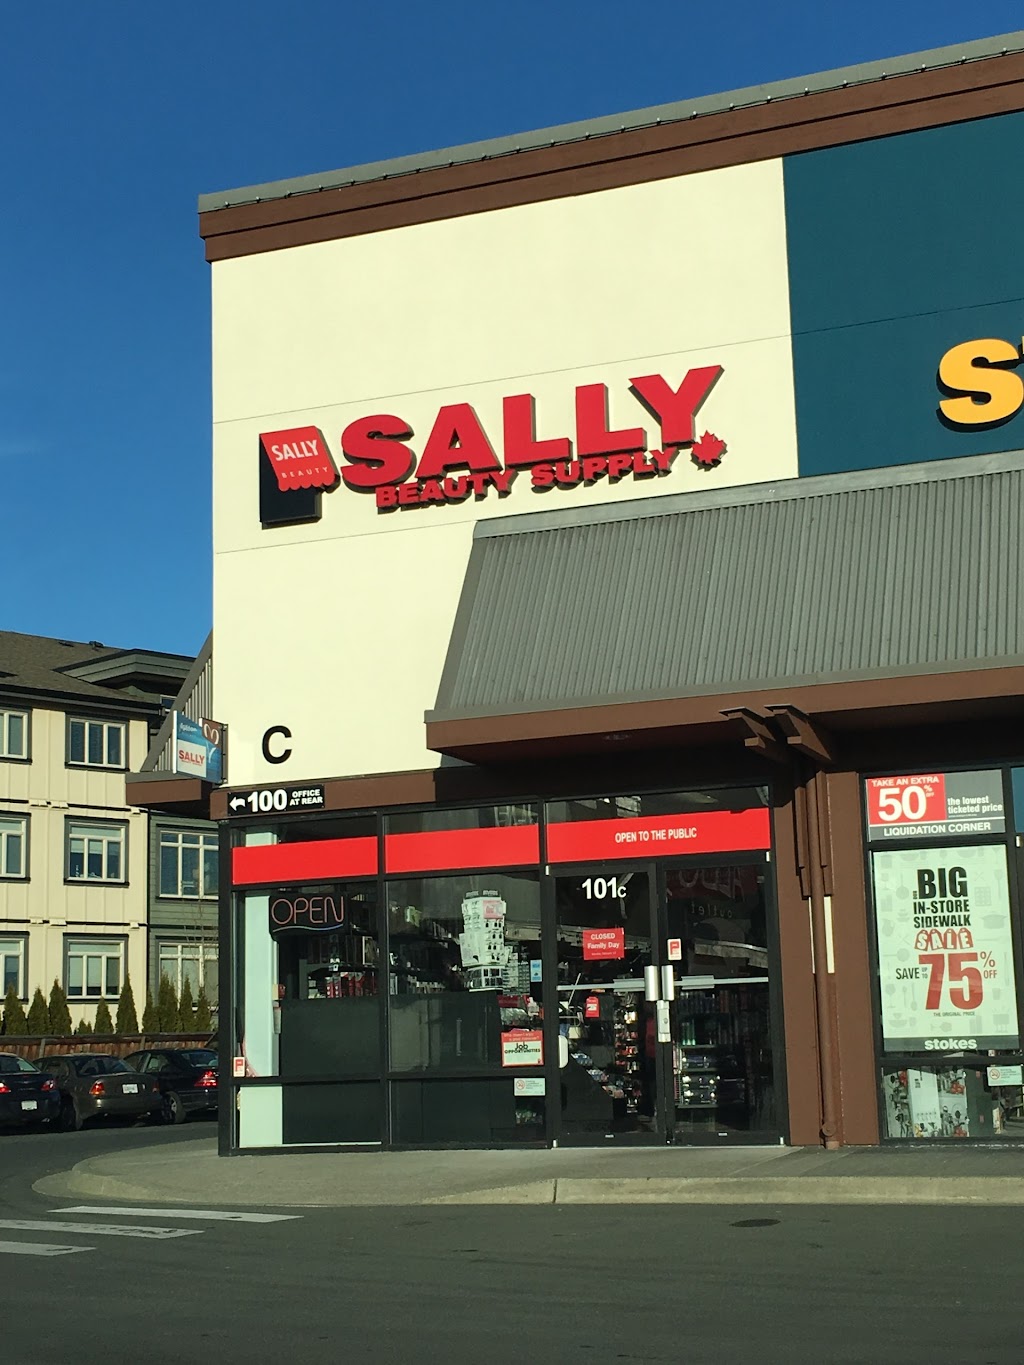 SALLY
BEAUTY
SALLY
BEAUTY SUPPLY
S
C
SALLY
100 OFFICE
AT REAR
OPEN TO THE PUBLIC
101c
OPEN
CLOSED
Family Day
Job
OPPORTUNITIES
TAKE AN EXTRA
50% OFF
the lowest
ticketed price
LIQUIDATION CORNER
BIG
IN-STORE
SIDEWALK
SALE
SAVE UP TO 75% OFF
THE ORIGINAL PRICE
stokes